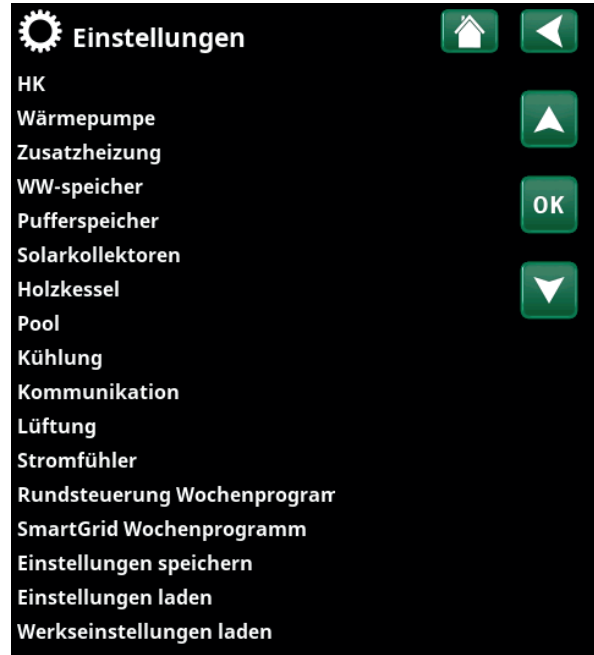 Einstellungen
HK
Wärmepumpe
Zusatzheizung
WW-speicher
OK
Pufferspeicher
Solarkollektoren
Holzkessel
Pool
Kühlung
Kommunikation
Lüftung
Stromfühler
Rundsteuerung Wochenprogram
SmartGrid Wochenprogramm
Einstellungen speichern
Einstellungen laden
Werkseinstellungen laden